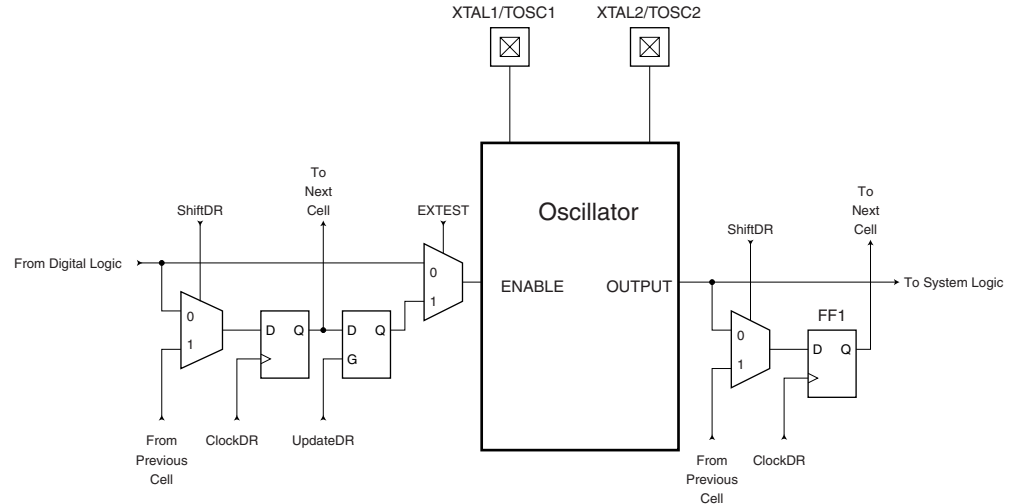 XTAL1/TOSC1
XTAL2/TOSC2
To
Next
Cell
ShiftDR
EXTEST
From Digital Logic
0
1
D Q
D Q
G
0
1
From
Previous
Cell
ClockDR
UpdateDR
Oscillator
ENABLE
OUTPUT
To
Next
Cell
ShiftDR
To System Logic
FF1
0
1
D Q
From
Previous
Cell
ClockDR